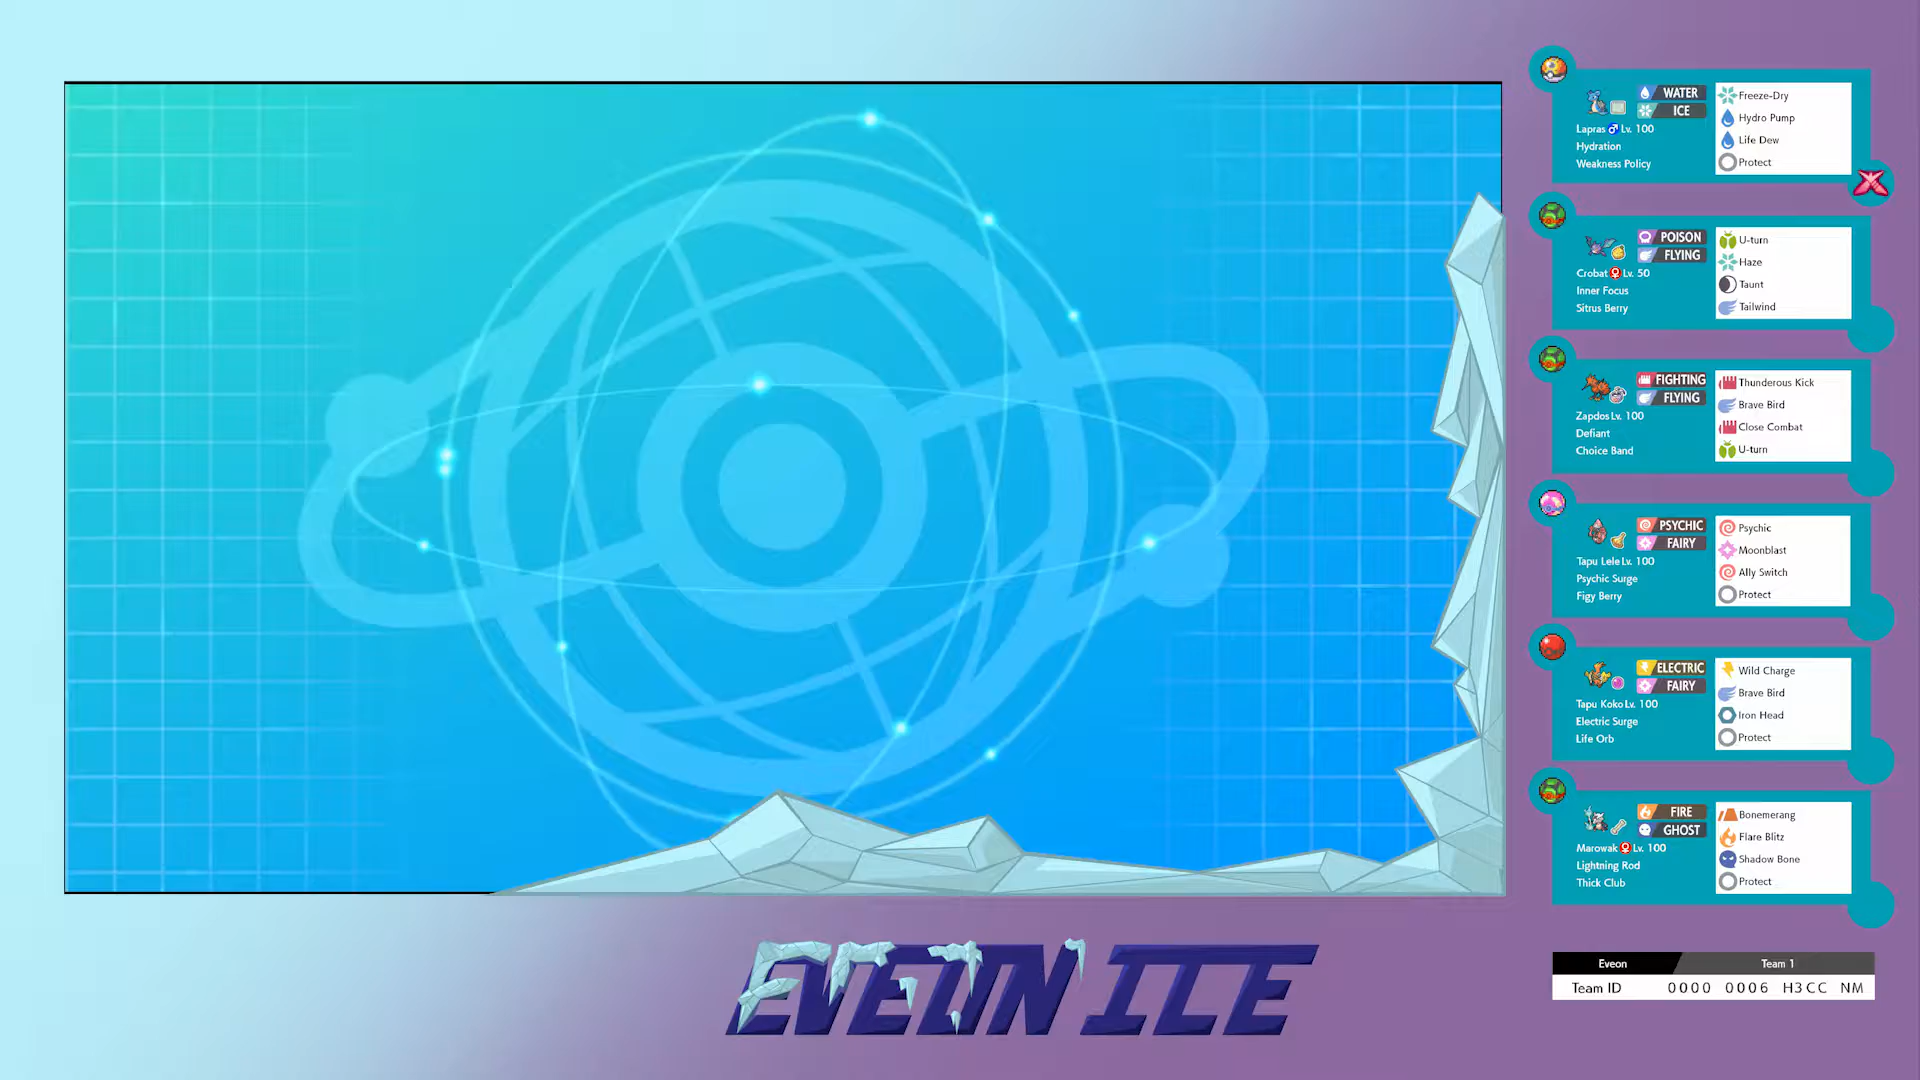 WATER
ICE
Lapras ♂ Lv. 100
Hydration
Weakness Policy
Freeze-Dry
Hydro Pump
Life Dew
Protect
POISON
FLYING
Crobat ♀ Lv. 50
Inner Focus
Sitrus Berry
U-turn
Haze
Taunt
Tailwind
FIGHTING
FLYING
Zapdos Lv. 100
Defiant
Choice Band
Thunderous Kick
Brave Bird
Close Combat
U-turn
PSYCHIC
FAIRY
Tapu Lele Lv. 100
Psychic Surge
Figy Berry
Psychic
Moonblast
Ally Switch
Protect
ELECTRIC
FAIRY
Tapu Koko Lv. 100
Electric Surge
Life Orb
Wild Charge
Brave Bird
Iron Head
Protect
FIRE
GHOST
Marowak ♀ Lv. 100
Lightning Rod
Thick Club
Bonemerang
Flare Blitz
Shadow Bone
Protect
Eveon Team 1
Team ID 0000 0006 H3CC NM
EVEON ICE